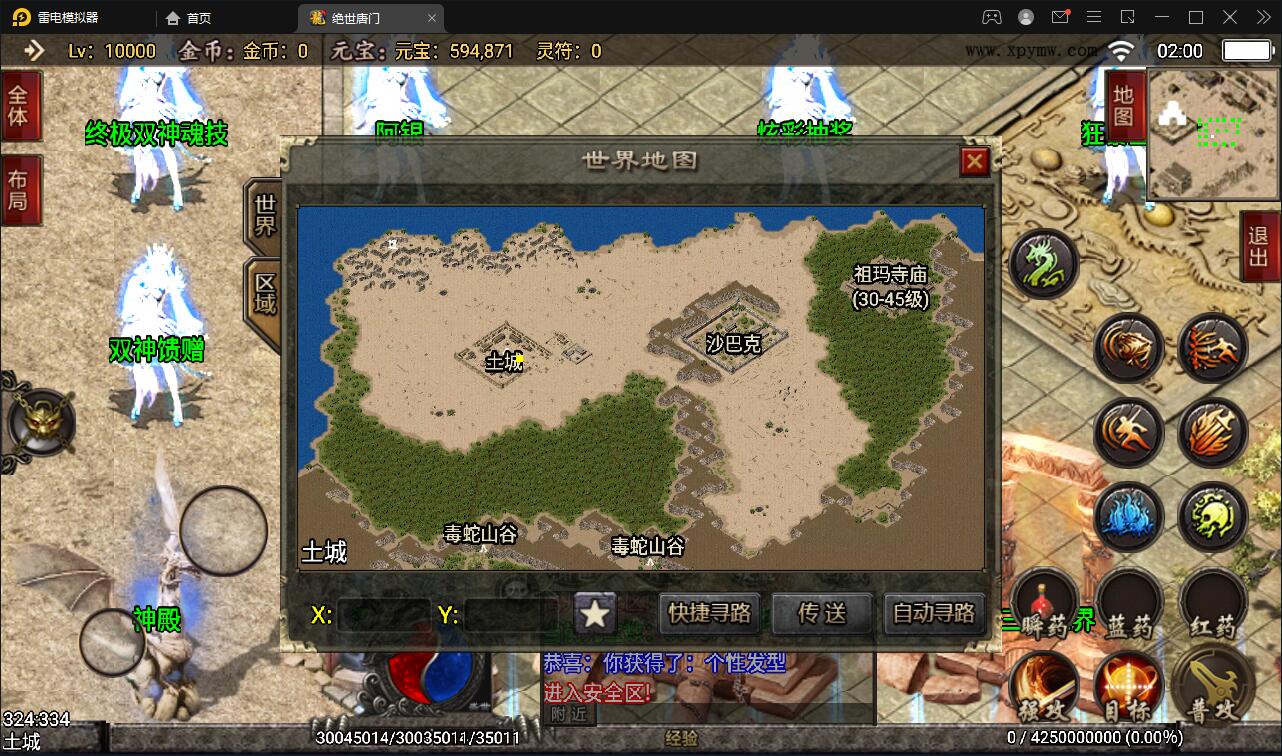 雷电模拟器 首页 绝世唐门
Lv: 10000 金币: 金币: 0 元宝: 元宝: 594,871 灵符: 0
www.xpymw.com 02:00
全体
布局
终极双神魂技
阿银
炫彩抽奖
地图
退出
双神馈赠
神殿
世界地图
世界
区域
祖玛寺庙
(30-45级)
沙巴克
土城
毒蛇山谷
毒蛇山谷
土城
X: Y: 快捷寻路 传送 自动寻路
恭喜: 你获得了: 个性发型
进入安全区!
附近
瞬药 界 蓝药 红药
强攻 目标 普攻
324:334
土城
30045014/30035014/35011
经验
0 / 4250000000 (0.00%)